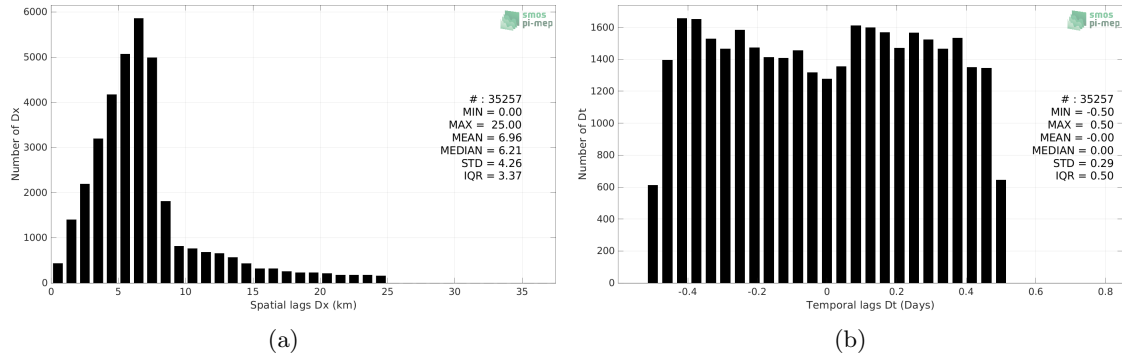 6000
5000
4000
3000
2000
1000
0
Number of Dx
0 5 10 15 20 25 30 35
Spatial lags Dx (km)
smos
pi-mep
# : 35257
MIN = 0.00
MAX = 25.00
MEAN = 6.96
MEDIAN = 6.21
STD = 4.26
IQR = 3.37
(a)
1600
1400
1200
1000
800
600
400
200
0
Number of Dt
-0.4 -0.2 0 0.2 0.4 0.6 0.8
Temporal lags Dt (Days)
smos
pi-mep
# : 35257
MIN = -0.50
MAX = 0.50
MEAN = -0.00
MEDIAN = 0.00
STD = 0.29
IQR = 0.50
(b)